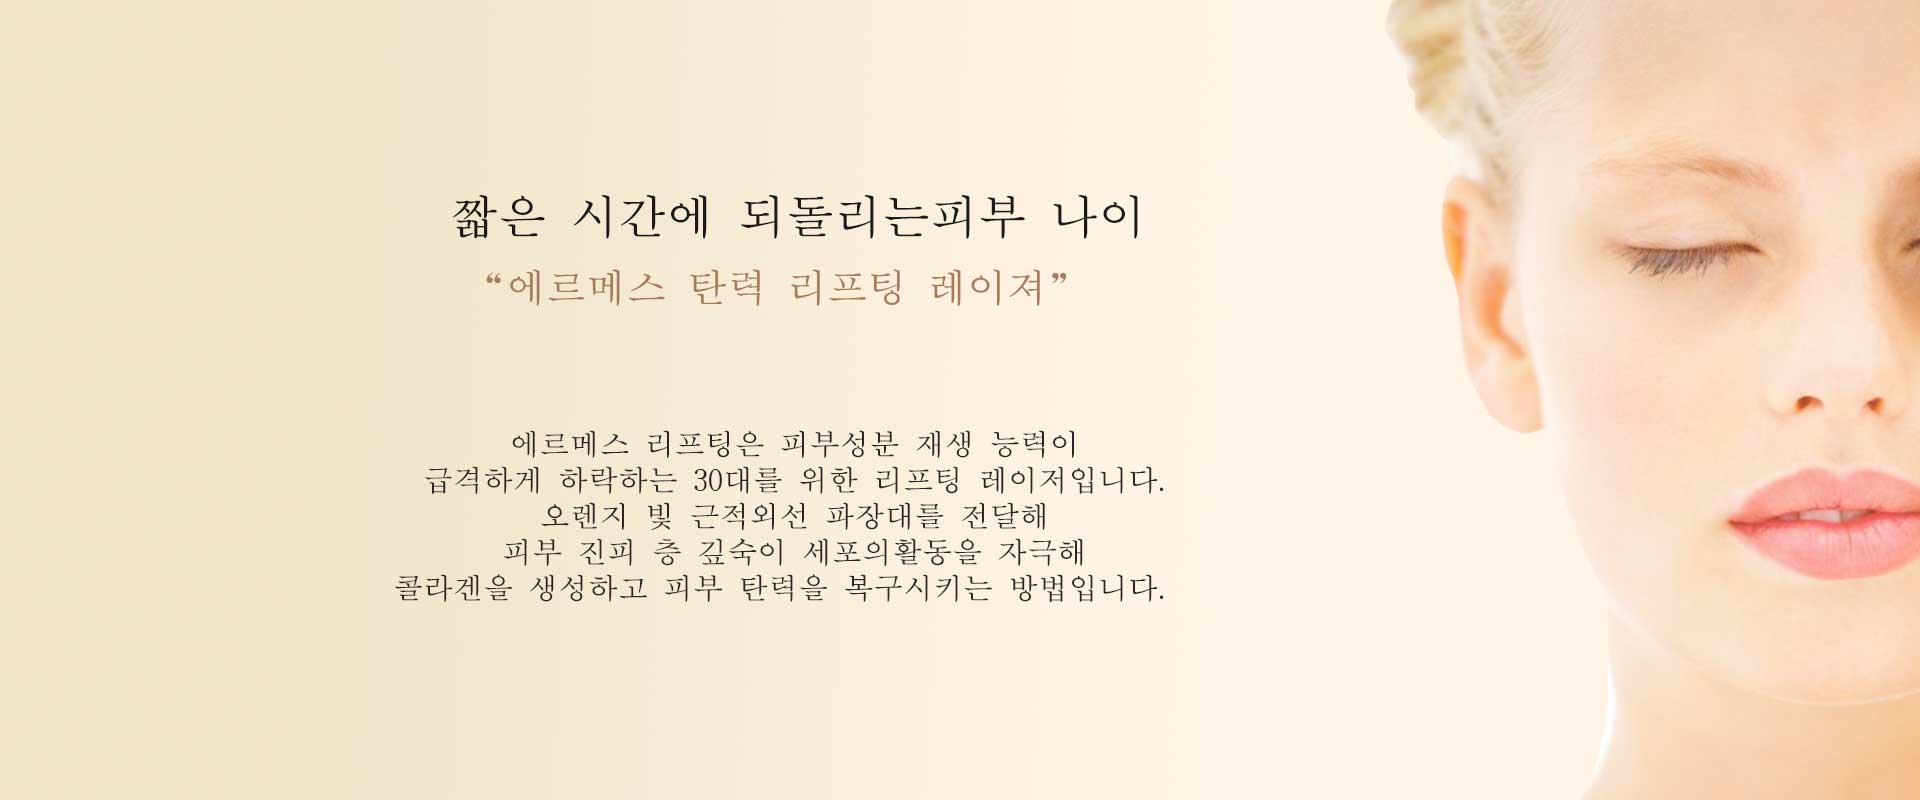 짧은 시간에 되돌리는피부 나이
“에르메스 탄력 리프팅 레이져”
에르메스 리프팅은 피부성분 재생 능력이
급격하게 하락하는 30대를 위한 리프팅 레이저입니다.
오렌지 빛 근적외선 파장대를 전달해
피부 진피 층 깊숙이 세포의활동을 자극해
콜라겐을 생성하고 피부 탄력을 복구시키는 방법입니다.